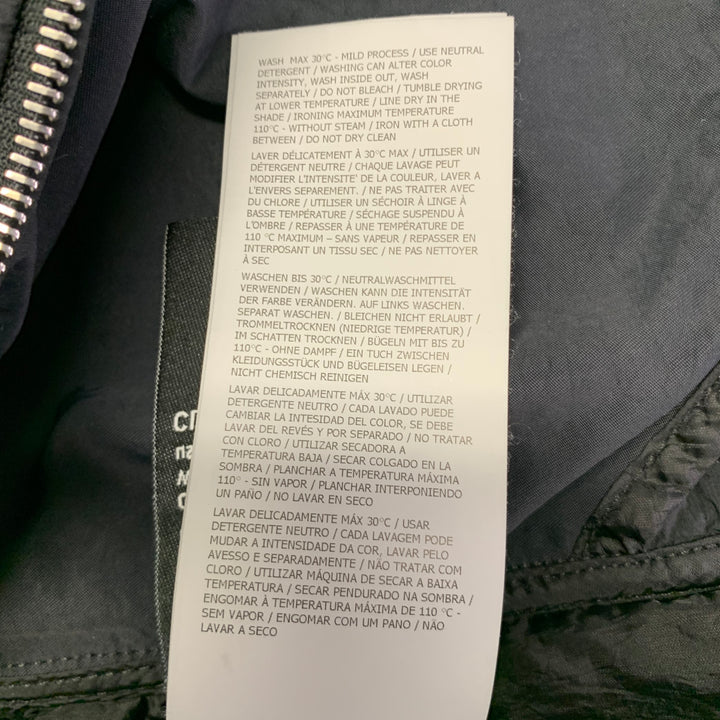 WASH MAX 30°C - MILD PROCESS / USE NEUTRAL
DETERGENT / WASHING CAN ALTER COLOR
INTENSITY, WASH INSIDE OUT, WASH
SEPARATELY / DO NOT BLEACH / TUMBLE DRYING
AT LOWER TEMPERATURE / LINE DRY IN THE
SHADE / IRONING MAXIMUM TEMPERATURE
110°C - WITHOUT STEAM / IRON WITH A CLOTH
BETWEEN / DO NOT DRY CLEAN
LAVER DÉLICATEMENT À 30°C MAX / UTILISER UN
DÉTERGENT NEUTRE / CHAQUE LAVAGE PEUT
MODIFIER L'INTENSITE' DE LA COULEUR, LAVER A
L'ENVERS SEPAREMENT. / NE PAS TRAITER AVEC
DU CHLORE / UTILISER UN SÉCHOIR À LINGE À
BASSE TEMPÉRATURE / SÉCHAGE SUSPENDU À
L'OMBRE / REPASSER À UNE TEMPÉRATURE DE
110 °C MAXIMUM – SANS VAPEUR / REPASSER EN
INTERPOSANT UN TISSU SEC / NE PAS NETTOYER
À SEC
WASCHEN BIS 30°C / NEUTRALWASCHMITTEL
VERWENDEN / WASCHEN KANN DIE INTENSITÄT
DER FARBE VERÄNDERN. AUF LINKS WASCHEN.
SEPARAT WASCHEN. / BLEICHEN NICHT ERLAUBT /
TROMMELTROCKNEN (NIEDRIGE TEMPERATUR) /
IM SCHATTEN TROCKNEN / BÜGELN MIT BIS ZU
110°C - OHNE DAMPF / EIN TUCH ZWISCHEN
KLEIDUNGSSTÜCK UND BÜGELEISEN LEGEN /
NICHT CHEMISCH REINIGEN
LAVAR DELICADAMENTE MÁX 30°C / UTILIZAR
DETERGENTE NEUTRO / CADA LAVADO PUEDE
CAMBIAR LA INTESIDAD DEL COLOR, SE DEBE
LAVAR DEL REVÉS Y POR SEPARADO / NO TRATAR
CON CLORO / UTILIZAR SECADORA A
TEMPERATURA BAJA / SECAR COLGADO EN LA
SOMBRA / PLANCHAR A TEMPERATURA MÁXIMA
110° - SIN VAPOR / PLANCHAR INTERPONIENDO
UN PAÑO / NO LAVAR EN SECO
LAVAR DELICADAMENTE MÁX 30°C / USAR
DETERGENTE NEUTRO / CADA LAVAGEM PODE
MUDAR A INTENSIDADE DA COR, LAVAR PELO
AVESSO E SEPARADAMENTE / NÃO TRATAR COM
CLORO / UTILIZAR MÁQUINA DE SECAR A BAIXA
TEMPERATURA / SECAR PENDURADO NA SOMBRA /
ENGOMAR À TEMPERATURA MÁXIMA DE 110 °C -
SEM VAPOR / ENGOMAR COM UM PANO / NÃO
LAVAR A SECO